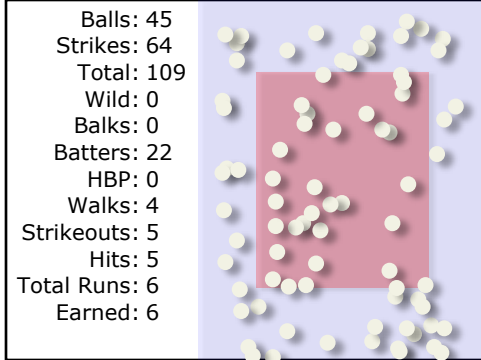 Balls: 45
Strikes: 64
Total: 109
Wild: 0
Balks: 0
Batters: 22
HBP: 0
Walks: 4
Strikeouts: 5
Hits: 5
Total Runs: 6
Earned: 6